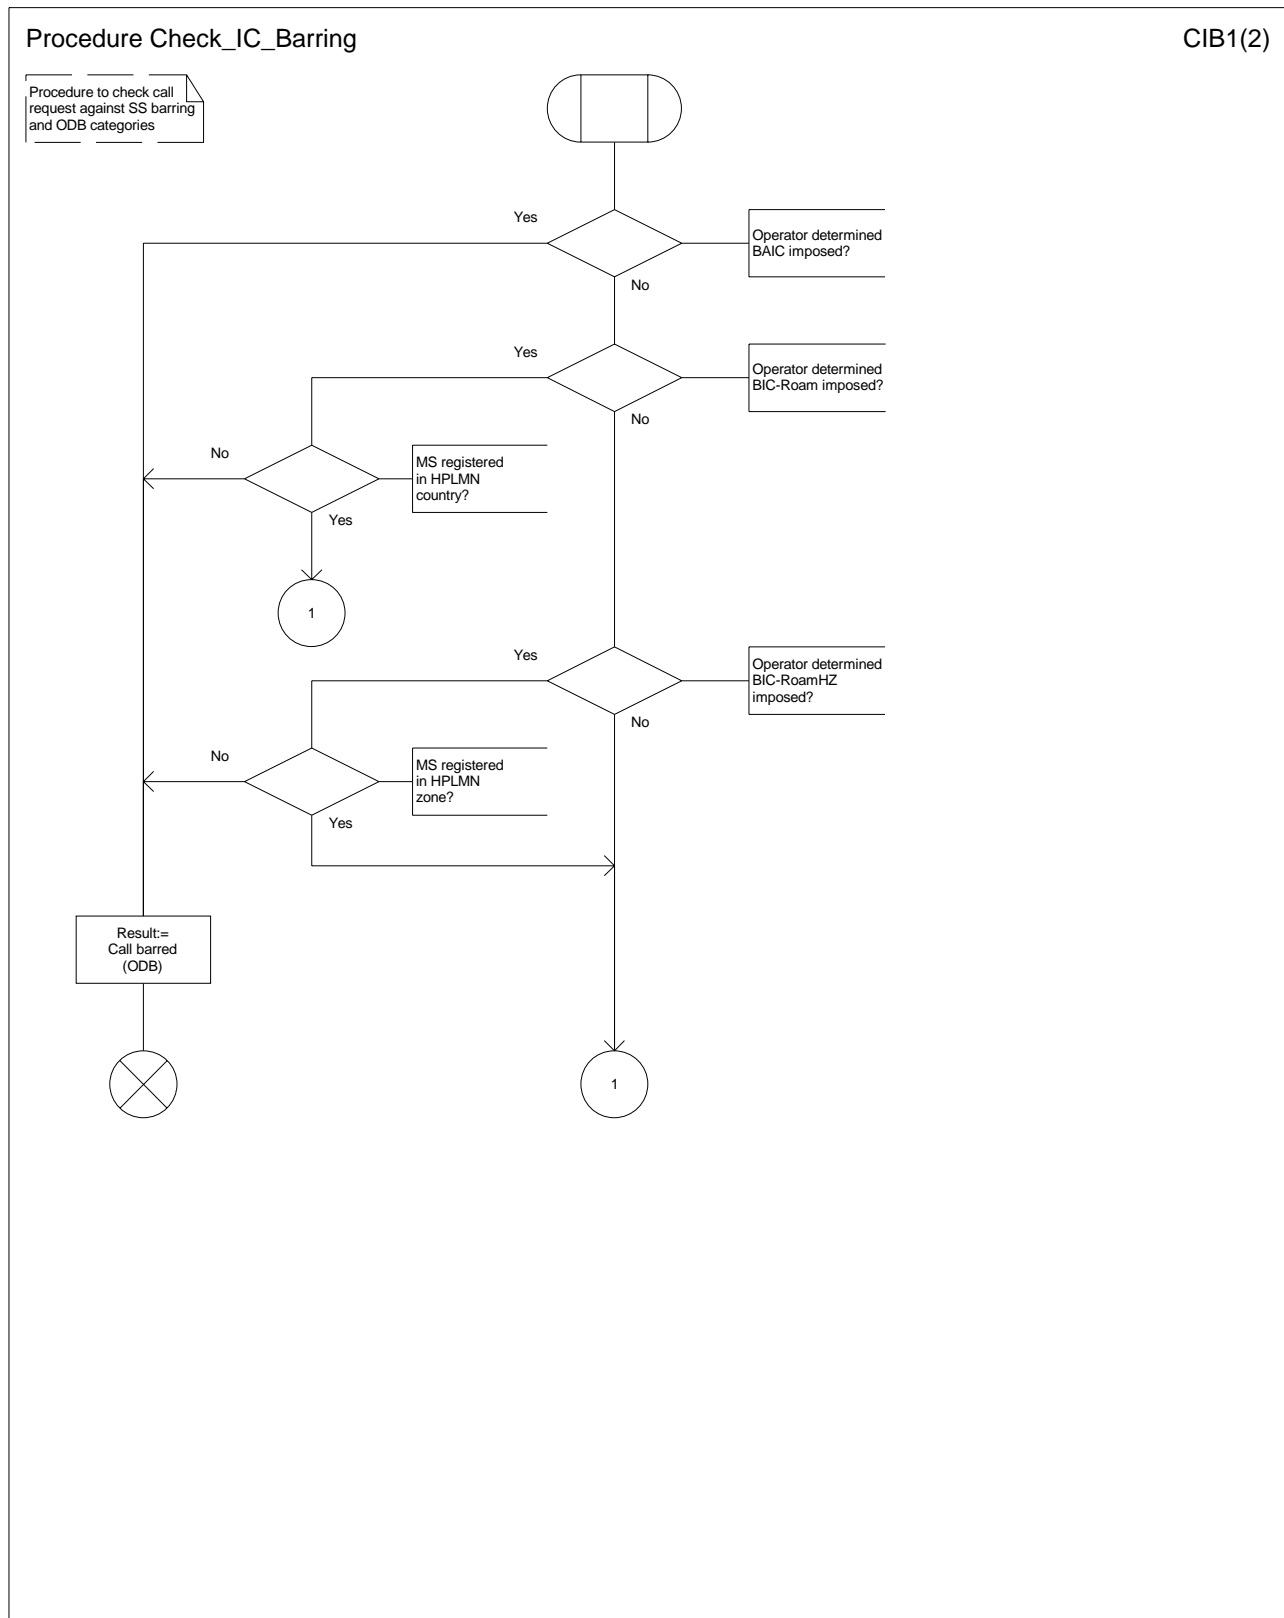 Procedure Check_IC_Barring
CIB1(2)
Procedure to check call
request against SS barring
and ODB categories
Yes
Operator determined
BAIC imposed?
No
Yes
Operator determined
BIC-Roam imposed?
No
No
MS registered
in HPLMN
country?
Yes
1
Yes
Operator determined
BIC-RoamHZ
imposed?
No
No
MS registered
in HPLMN
zone?
Yes
Result:=
Call barred
(ODB)
1